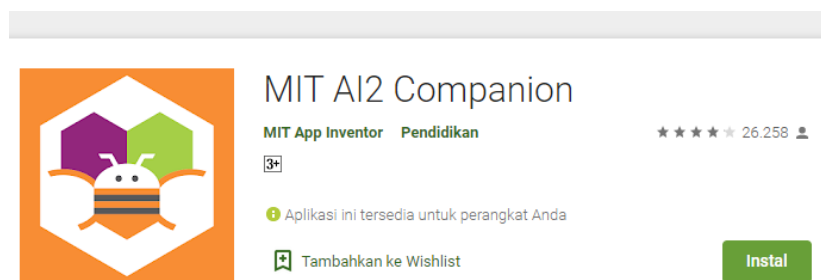 MIT AI2 Companion
MIT App Inventor Pendidikan 26.258
3+
Aplikasi ini tersedia untuk perangkat Anda
Tambahkan ke Wishlist Instal